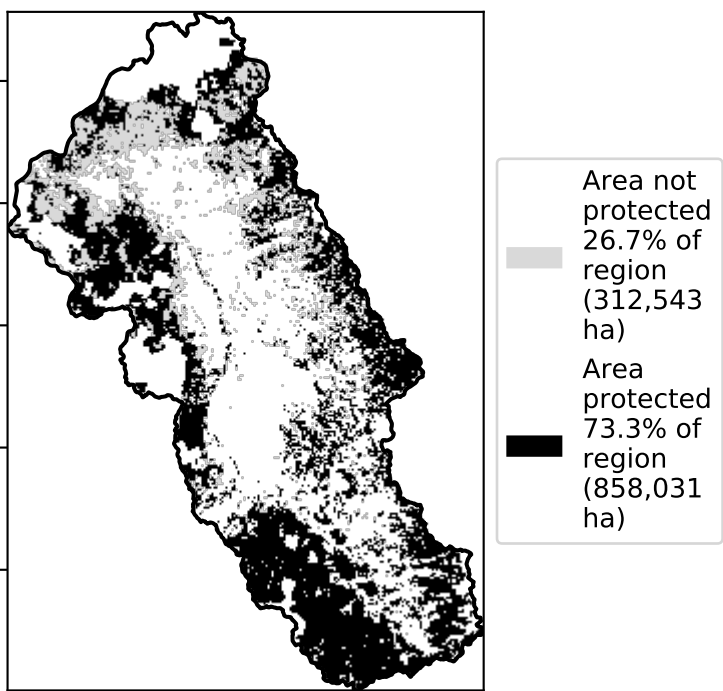 Area not
protected
26.7% of
region
(312,543
ha)
Area
protected
73.3% of
region
(858,031
ha)